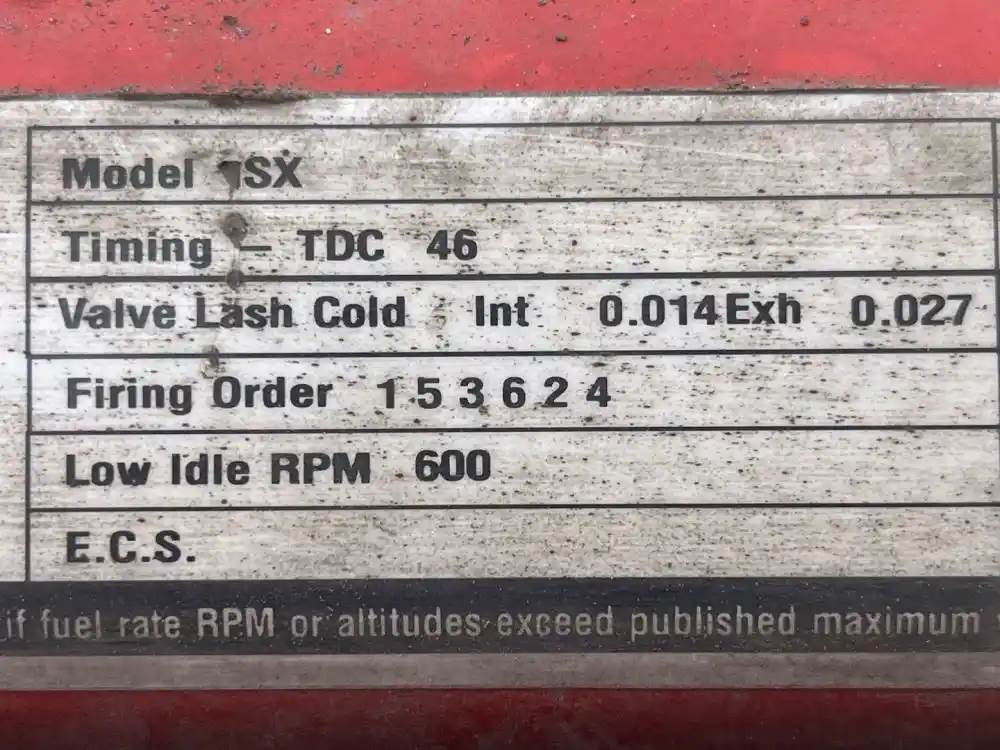 Model ISX
Timing – TDC 46
Valve Lash Cold Int 0.014 Exh 0.027
Firing Order 1 5 3 6 2 4
Low Idle RPM 600
E.C.S.
if fuel rate RPM or altitudes exceed published maximum